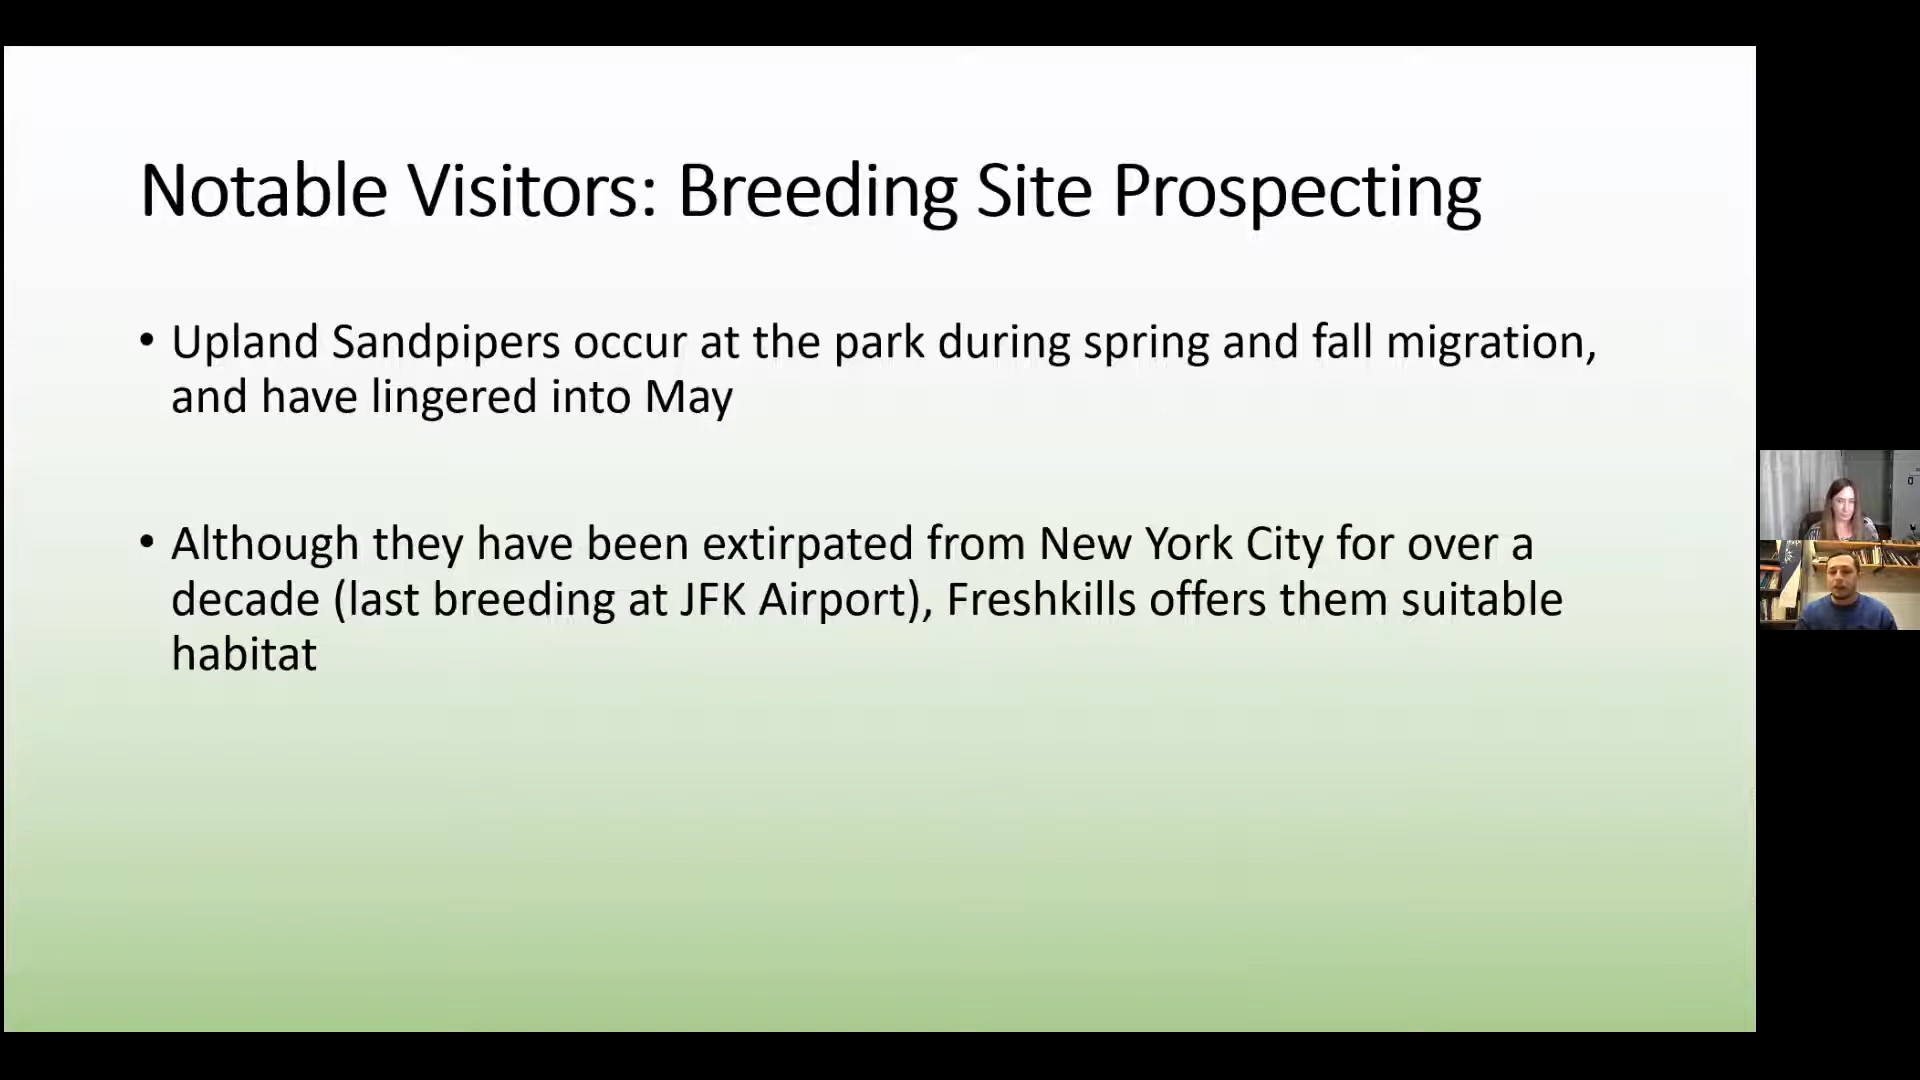 Notable Visitors: Breeding Site Prospecting
• Upland Sandpipers occur at the park during spring and fall migration,
and have lingered into May
• Although they have been extirpated from New York City for over a
decade (last breeding at JFK Airport), Freshkills offers them suitable
habitat